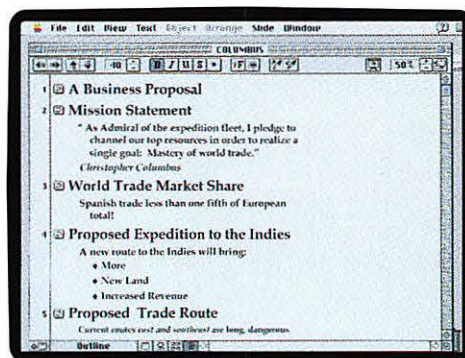 File Edit View Text Object Arrange Slide Window
COLUMBUS
40 B I U S F 50%
1 A Business Proposal
2 Mission Statement
" As Admiral of the expedition fleet, I pledge to
channel our top resources in order to realize a
single goal: Mastery of world trade."
Christopher Columbus
3 World Trade Market Share
Spanish trade less than one fifth of European
total!
4 Proposed Expedition to the Indies
A new route to the Indies will bring:
♦ More
♦ New Land
♦ Increased Revenue
5 Proposed Trade Route
Current routes east and southeast are long, dangerous
Outline